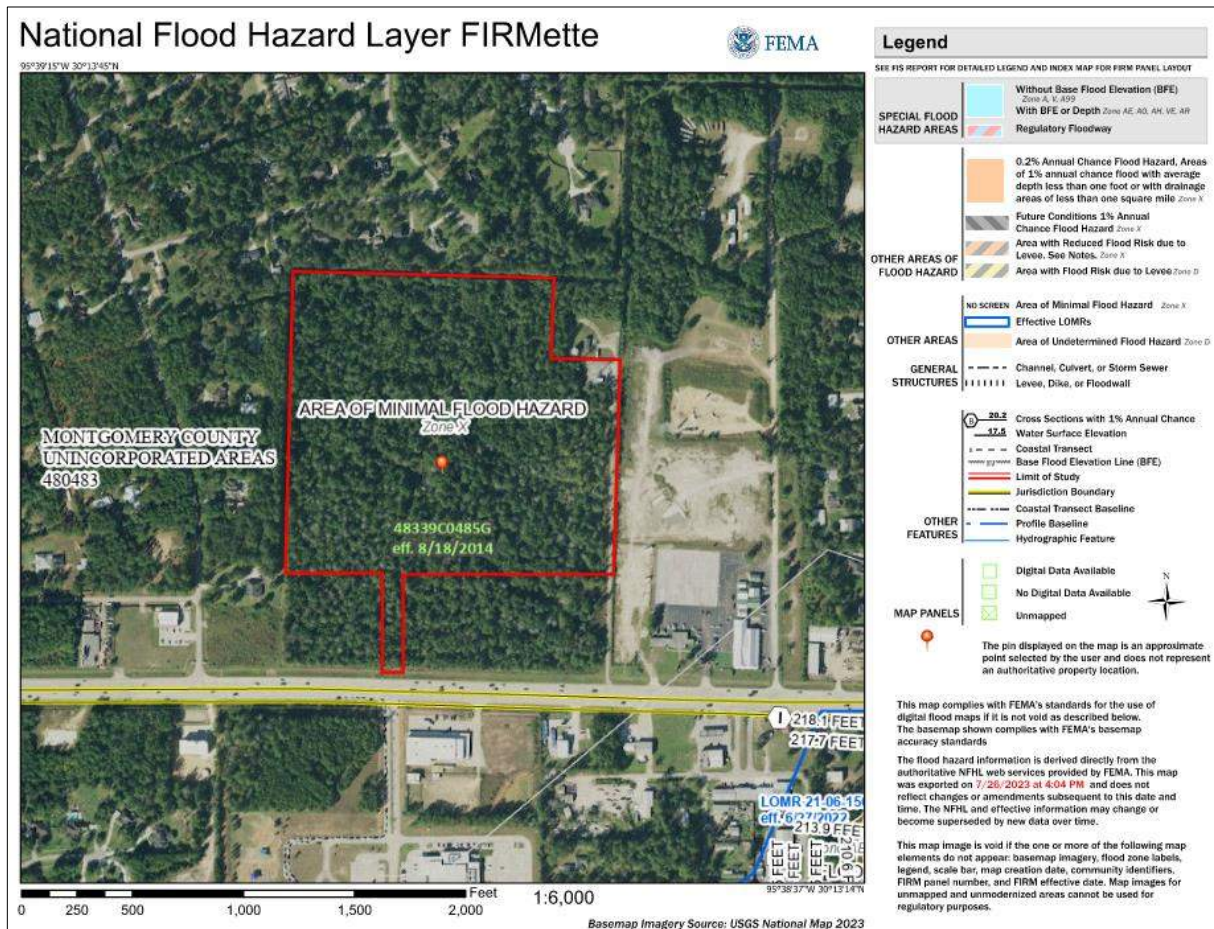 National Flood Hazard Layer FIRMette
FEMA
95°39'15"W 30°13'45"N
AREA OF MINIMAL FLOOD HAZARD
Zone X
MONTGOMERY COUNTY
UNINCORPORATED AREAS
480483
48339C0485G
eff. 8/18/2014
I
218.1 FEET
217.7 FEET
LOMR 21-06-15
eff. 6/27/2022
213.9 FEE
FEET
FEET
FEET
FEET
210.6 F
95°38'37"W 30°13'14"N
Feet
1:6,000
0
250
500
1,000
1,500
2,000
Basemap Imagery Source: USGS National Map 2023
Legend
SEE FIS REPORT FOR DETAILED LEGEND AND INDEX MAP FOR FIRM PANEL LAYOUT
SPECIAL FLOOD
HAZARD AREAS
Without Base Flood Elevation (BFE)
Zone A, V, A99
With BFE or Depth Zone AE, AO, AH, VE, AR
Regulatory Floodway
OTHER AREAS OF
FLOOD HAZARD
0.2% Annual Chance Flood Hazard, Areas
of 1% annual chance flood with average
depth less than one foot or with drainage
areas of less than one square mile Zone X
Future Conditions 1% Annual
Chance Flood Hazard Zone X
Area with Reduced Flood Risk due to
Levee. See Notes. Zone X
Area with Flood Risk due to Levee Zone D
OTHER AREAS
NO SCREEN Area of Minimal Flood Hazard Zone X
Effective LOMRs
Area of Undetermined Flood Hazard Zone D
GENERAL
STRUCTURES
Channel, Culvert, or Storm Sewer
Levee, Dike, or Floodwall
OTHER
FEATURES
B 20.2 Cross Sections with 1% Annual Chance
17.5 Water Surface Elevation
Coastal Transect
Base Flood Elevation Line (BFE)
Limit of Study
Jurisdiction Boundary
Coastal Transect Baseline
Profile Baseline
Hydrographic Feature
MAP PANELS
Digital Data Available
No Digital Data Available
Unmapped
N
The pin displayed on the map is an approximate
point selected by the user and does not represent
an authoritative property location.
This map complies with FEMA's standards for the use of
digital flood maps if it is not void as described below.
The basemap shown complies with FEMA's basemap
accuracy standards
The flood hazard information is derived directly from the
authoritative NFHL web services provided by FEMA. This map
was exported on 7/26/2023 at 4:04 PM and does not
reflect changes or amendments subsequent to this date and
time. The NFHL and effective information may change or
become superseded by new data over time.
This map image is void if the one or more of the following map
elements do not appear: basemap imagery, flood zone labels,
legend, scale bar, map creation date, community identifiers,
FIRM panel number, and FIRM effective date. Map images for
unmapped and unmodernized areas cannot be used for
regulatory purposes.